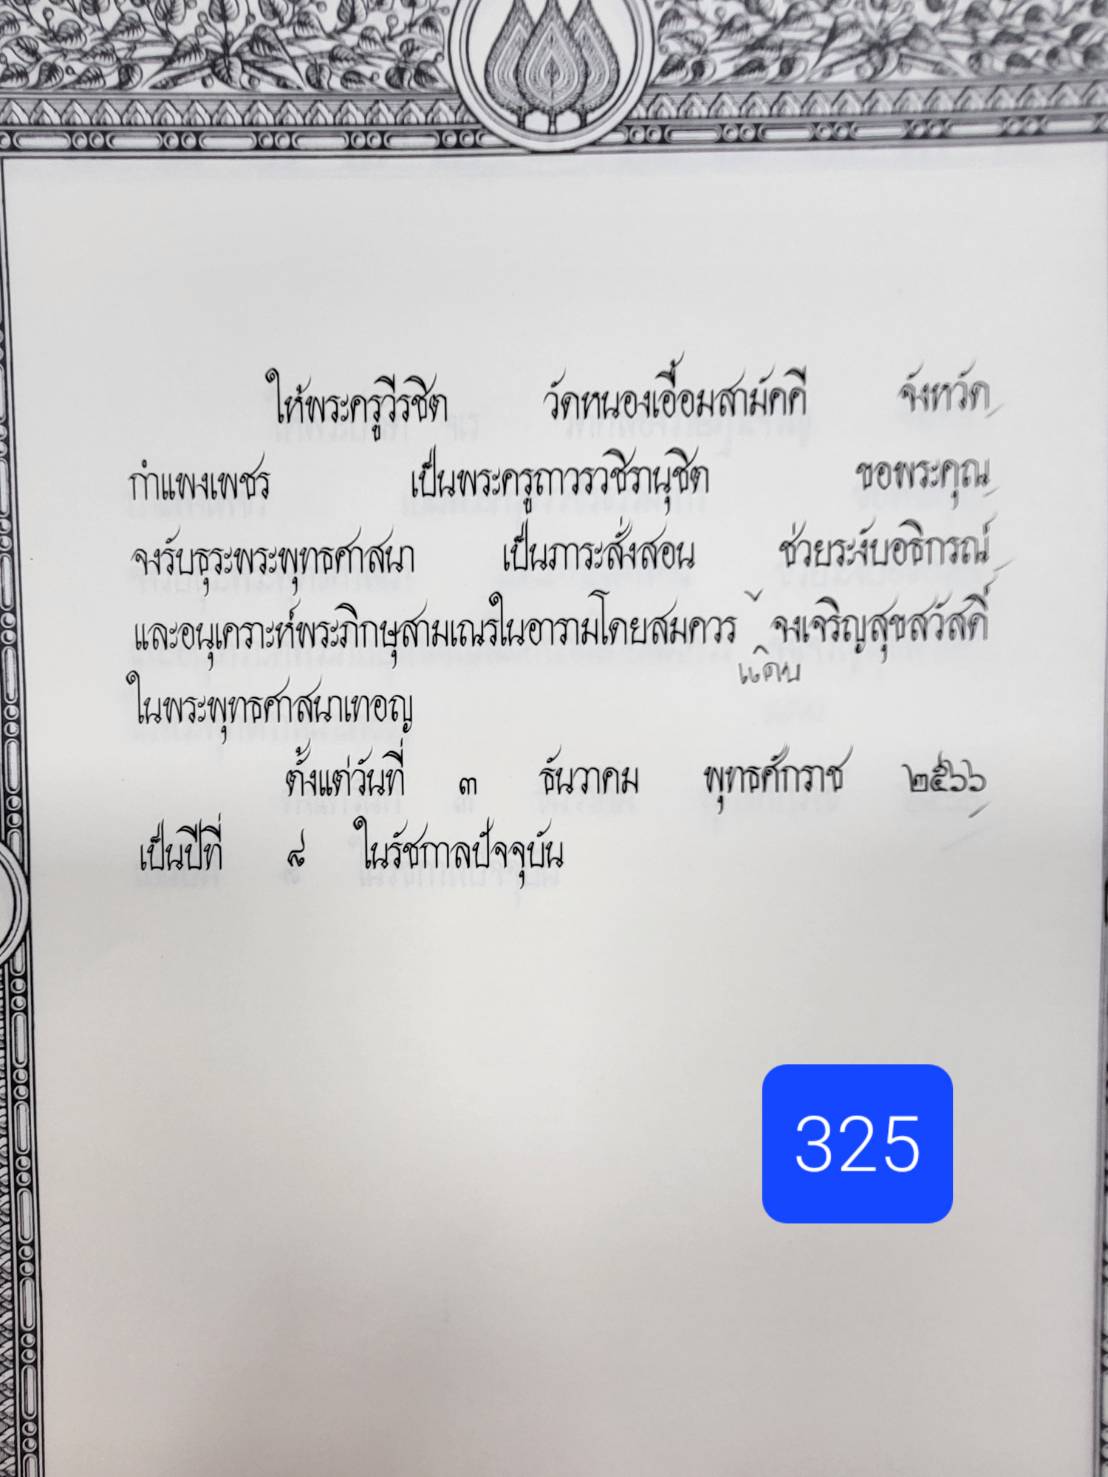 ให้พระครูวีรชิต วัดหนองเอื้อมสามัคคี จังหวัด
กำแพงเพชร เป็นพระครูถาวรวชิรานุชิต ขอพระคุณ
จงรับธุระพระพุทธศาสนา เป็นภาระสั่งสอน ช่วยระงับอธิกรณ์
และอนุเคราะห์พระภิกษุสามเณรในอารามโดยสมควร จงเจริญสุขสวัสดิ์
ในพระพุทธศาสนาเทอญ
ตั้งแต่วันที่ ๓ ธันวาคม พุทธศักราช ๒๕๖๖
เป็นปีที่ ๘ ในรัชกาลปัจจุบัน
325